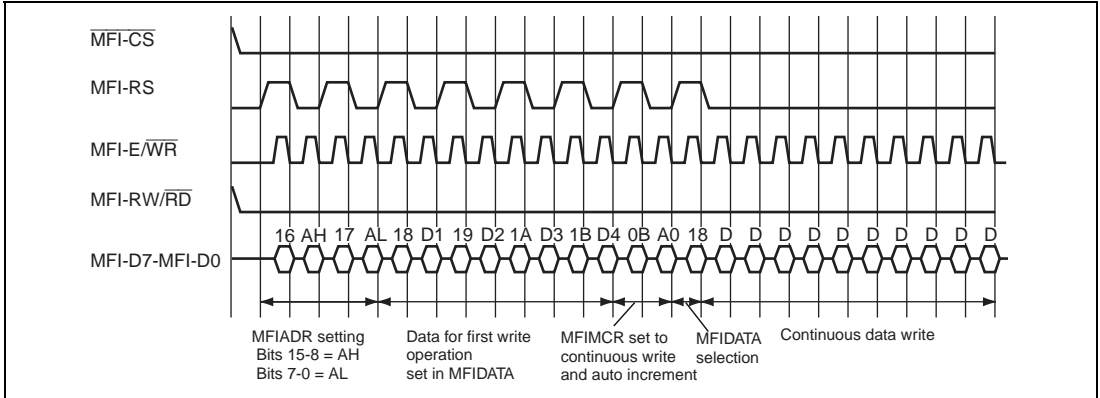 MFI-CS
MFI-RS
MFI-E/WR
MFI-RW/RD
16 AH 17 AL 18 D1 19 D2 1A D3 1B D4 0B A0 18 D D D D D D D D D D
MFI-D7-MFI-D0
MFIADR setting
Bits 15-8 = AH
Bits 7-0 = AL
Data for first write
operation
set in MFIDATA
MFIMCR set to
continuous write
and auto increment
MFIDATA
selection
Continuous data write